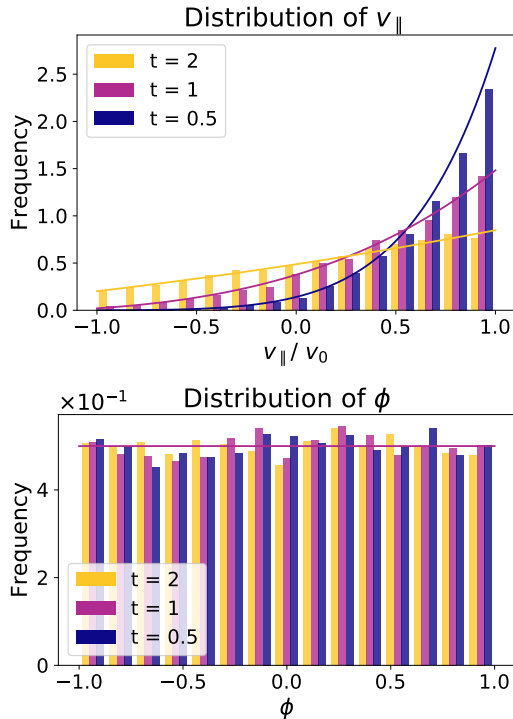 Distribution of v∥
Frequency
2.5
2.0
1.5
1.0
0.5
0.0
t = 2
t = 1
t = 0.5
−1.0 −0.5 0.0 0.5 1.0
v∥/ v0
×10⁻¹
Distribution of ϕ
Frequency
4
2
0
t = 2
t = 1
t = 0.5
−1.0 −0.5 0.0 0.5 1.0
ϕ